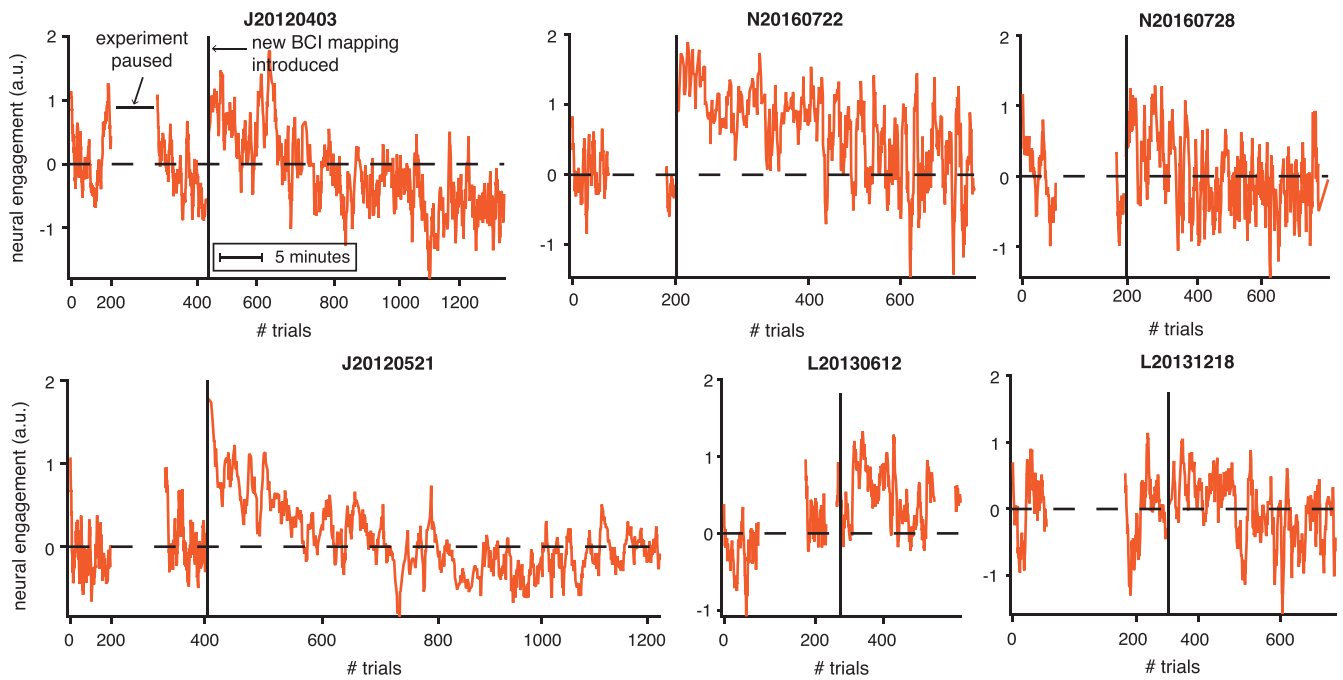 J20120403
N20160722
N20160728
experiment
paused
new BCI mapping
introduced
neural engagement (a.u.)
2
1
0
-1
5 minutes
0 200 400 600 1000 1200
# trials
2
1
0
-1
0 200 400 600
# trials
2
1
0
-1
0 200 400 600
# trials
J20120521
L20130612
L20131218
neural engagement (a.u.)
2
1
0
0 200 400 600 800 1000 1200
# trials
2
1
0
-1
0 200 400
# trials
2
1
0
-1
0 200 400 600
# trials